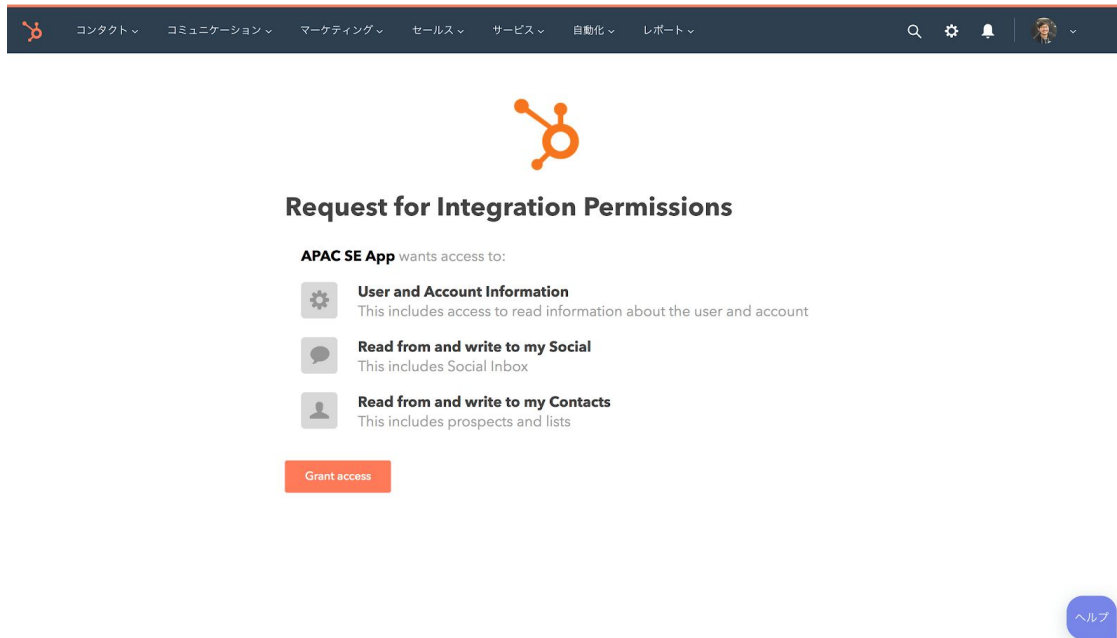 コンタクト コミュニケーション マーケティング セールス サービス 自動化 レポート
Request for Integration Permissions
APAC SE App wants access to:
User and Account Information
This includes access to read information about the user and account
Read from and write to my Social
This includes Social Inbox
Read from and write to my Contacts
This includes prospects and lists
Grant access
ヘルプ